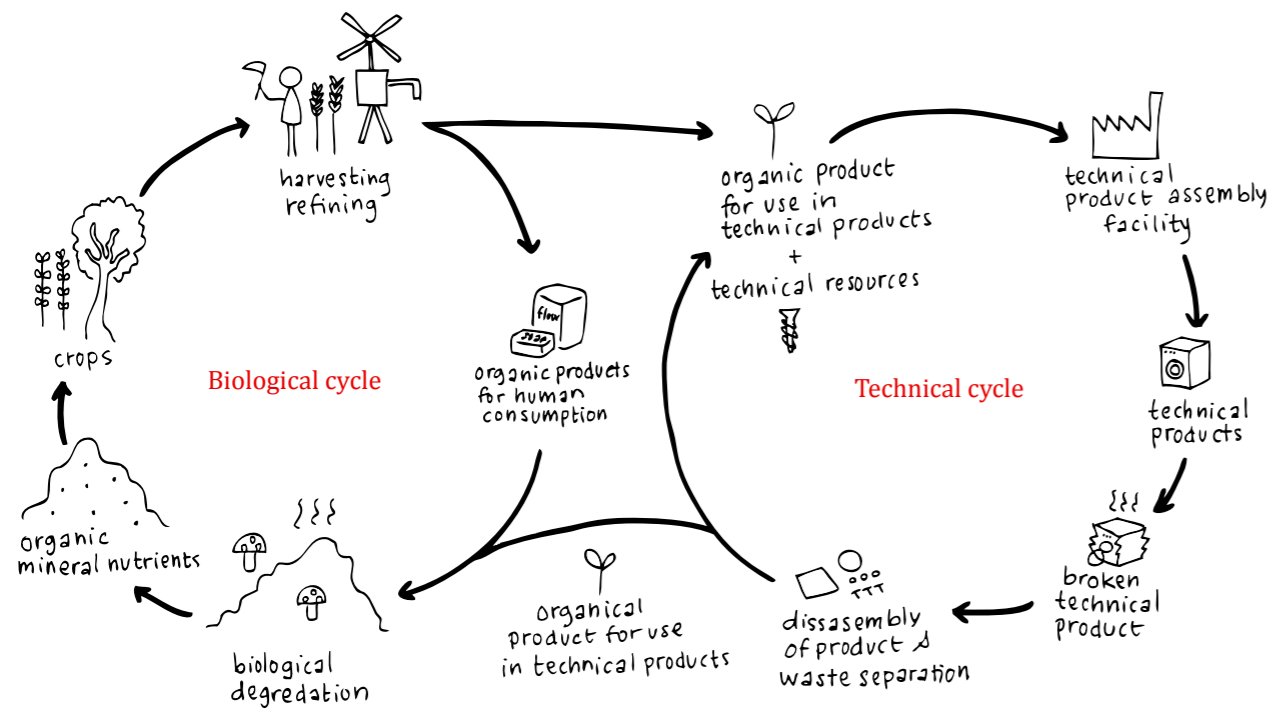 harvesting
refining
crops
Biological cycle
organic
mineral nutrients
biological
degredation
flour
soap
organic products
for human
consumption
organical
product for use
in technical products
organic product
for use in
technical products
+
technical resources
technical
product assembly
facility
Technical cycle
technical
products
broken
technical
product
dissasembly
of product &
waste separation